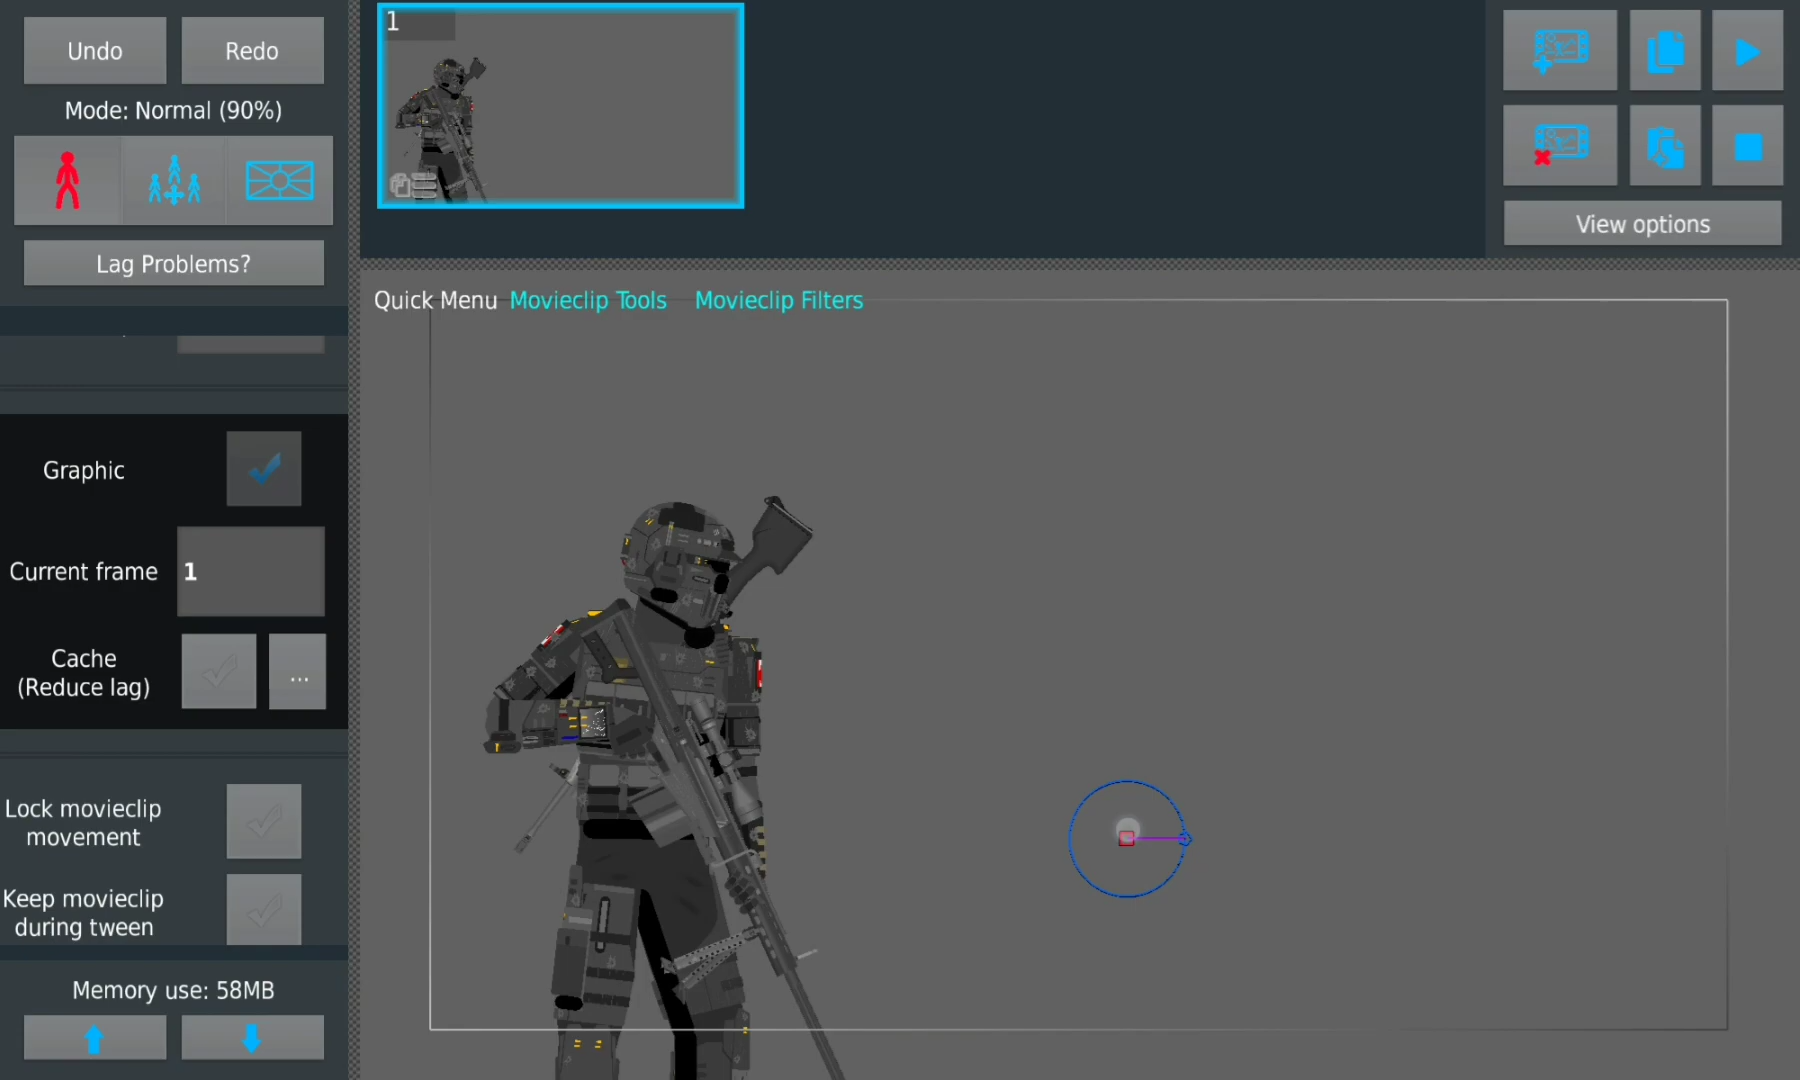 Undo
Redo
Mode: Normal (90%)
Lag Problems?
Graphic
Current frame
1
Cache
(Reduce lag)
...
Lock movieclip
movement
Keep movieclip
during tween
Memory use: 58MB
1
View options
Quick Menu
Movieclip Tools
Movieclip Filters